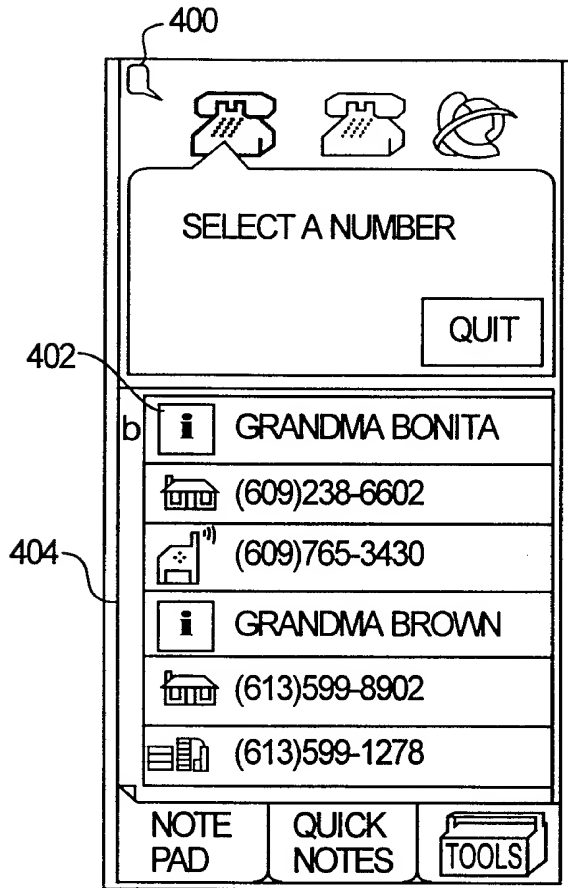 400
SELECT A NUMBER
QUIT
402
b i GRANDMA BONITA
(609)238-6602
404
(609)765-3430
i GRANDMA BROWN
(613)599-8902
(613)599-1278
NOTE PAD
QUICK NOTES
TOOLS